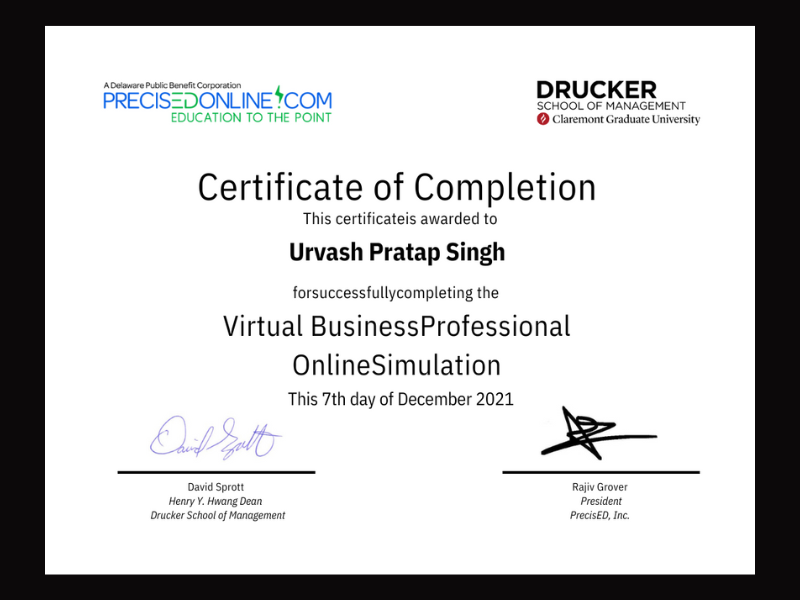 A Delaware Public Benefit Corporation
PRECISEDONLINE.COM
EDUCATION TO THE POINT
DRUCKER
SCHOOL OF MANAGEMENT
Claremont Graduate University
Certificate of Completion
This certificateis awarded to
Urvash Pratap Singh
forsuccessfullycompleting the
Virtual BusinessProfessional
OnlineSimulation
This 7th day of December 2021
David Sprott
David Sprott
Henry Y. Hwang Dean
Drucker School of Management
Rajiv Grover
President
PrecisED, Inc.